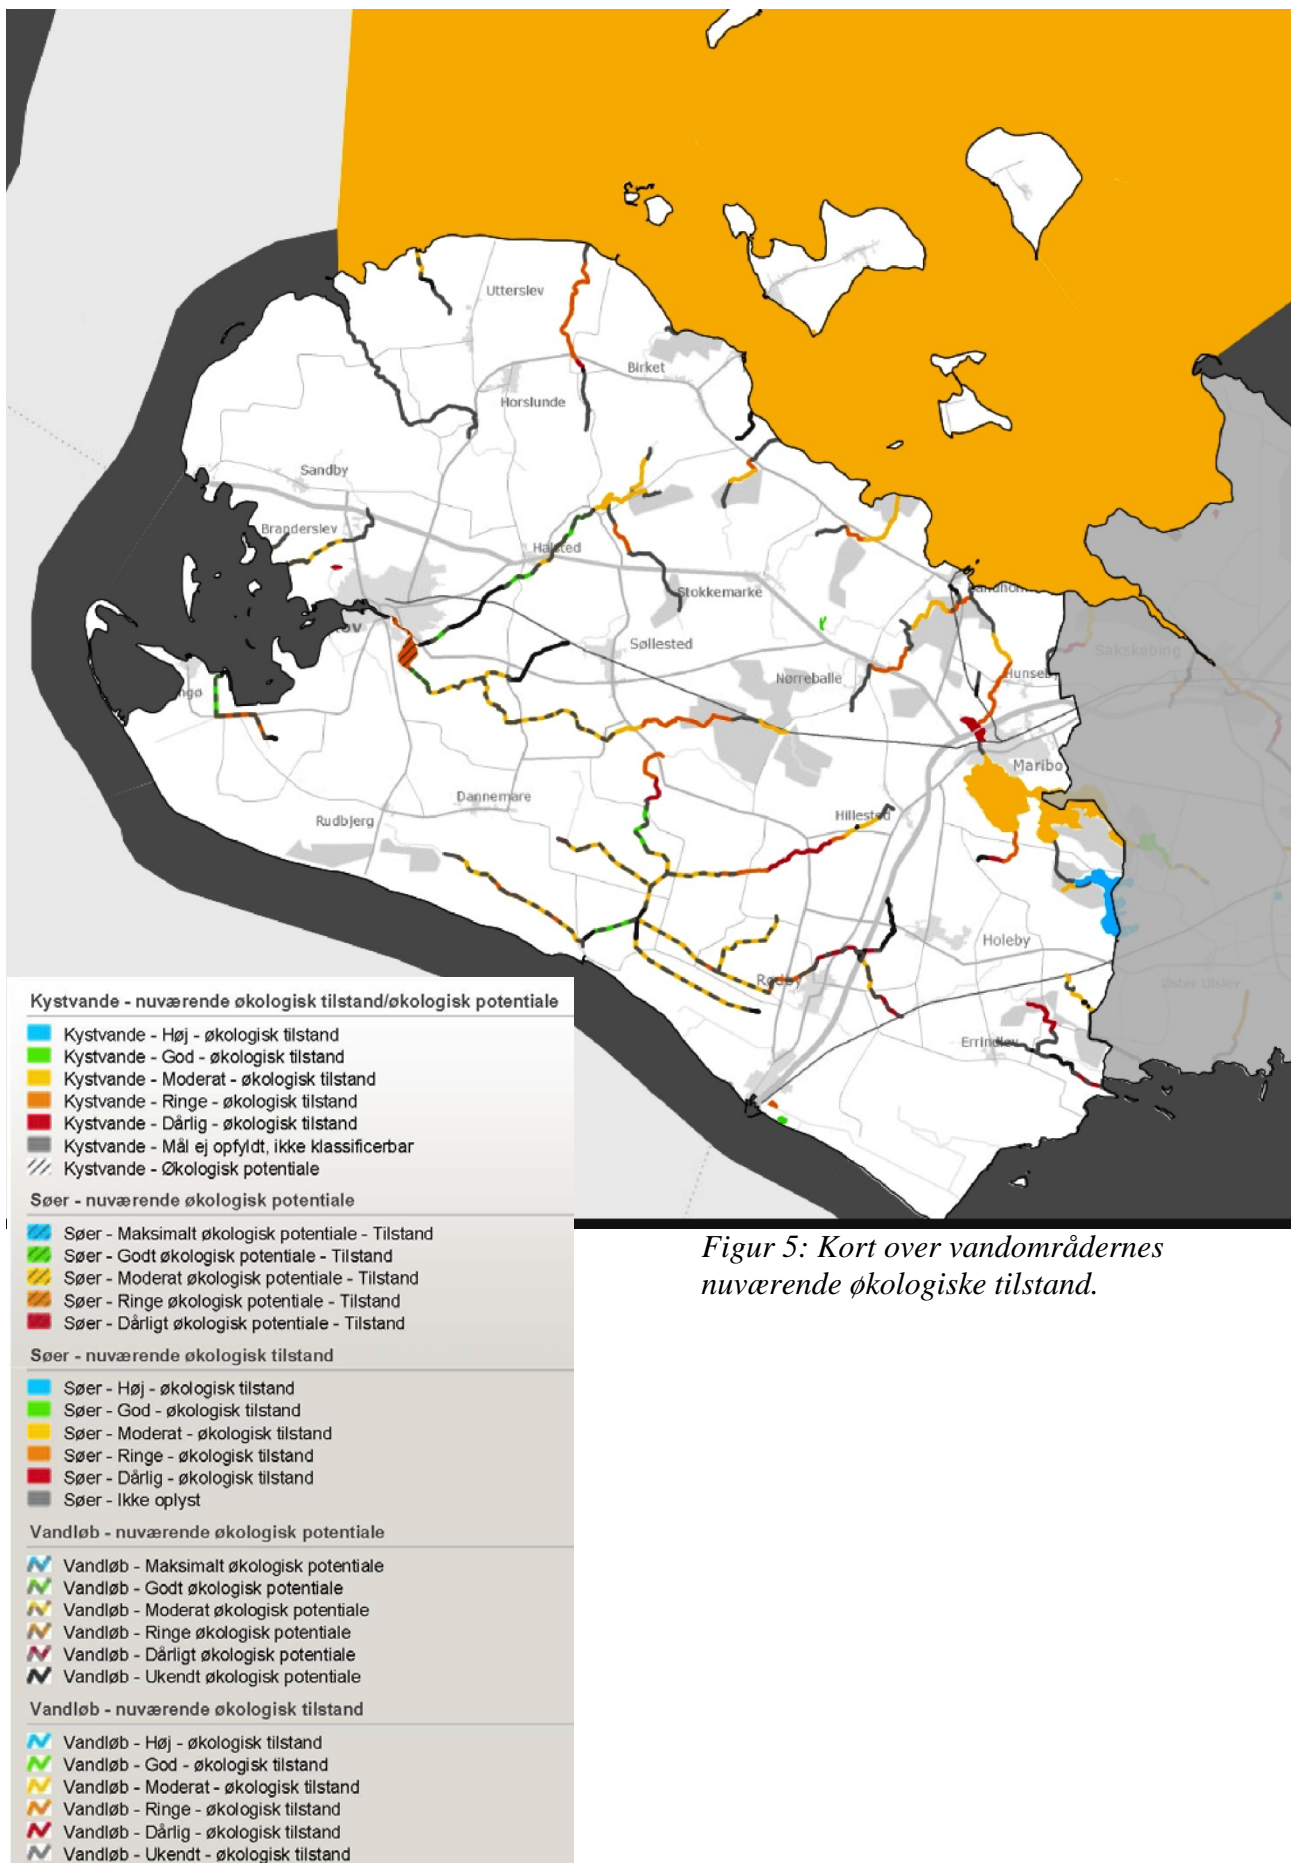 Utterslev
Birket
Horslunde
Sandby
Branderslev
Halsted
Stokkemarke
Sakskøbing
Søllested
Nørreballe
Maribo
Dannemare
Hillested
Rudbjerg
Holeby
Rødby
Øster Ulslev
Errindlev
Kystvande - nuværende økologisk tilstand/økologisk potentiale
Kystvande - Høj - økologisk tilstand
Kystvande - God - økologisk tilstand
Kystvande - Moderat - økologisk tilstand
Kystvande - Ringe - økologisk tilstand
Kystvande - Dårlig - økologisk tilstand
Kystvande - Mål ej opfyldt, ikke klassificerbar
Kystvande - Økologisk potentiale
Søer - nuværende økologisk potentiale
Søer - Maksimalt økologisk potentiale - Tilstand
Søer - Godt økologisk potentiale - Tilstand
Søer - Moderat økologisk potentiale - Tilstand
Søer - Ringe økologisk potentiale - Tilstand
Søer - Dårligt økologisk potentiale - Tilstand
Søer - nuværende økologisk tilstand
Søer - Høj - økologisk tilstand
Søer - God - økologisk tilstand
Søer - Moderat - økologisk tilstand
Søer - Ringe - økologisk tilstand
Søer - Dårlig - økologisk tilstand
Søer - Ikke oplyst
Vandløb - nuværende økologisk potentiale
Vandløb - Maksimalt økologisk potentiale
Vandløb - Godt økologisk potentiale
Vandløb - Moderat økologisk potentiale
Vandløb - Ringe økologisk potentiale
Vandløb - Dårligt økologisk potentiale
Vandløb - Ukendt økologisk potentiale
Vandløb - nuværende økologisk tilstand
Vandløb - Høj - økologisk tilstand
Vandløb - God - økologisk tilstand
Vandløb - Moderat - økologisk tilstand
Vandløb - Ringe - økologisk tilstand
Vandløb - Dårlig - økologisk tilstand
Vandløb - Ukendt - økologisk tilstand
Figur 5: Kort over vandområdernes
nuværende økologiske tilstand.